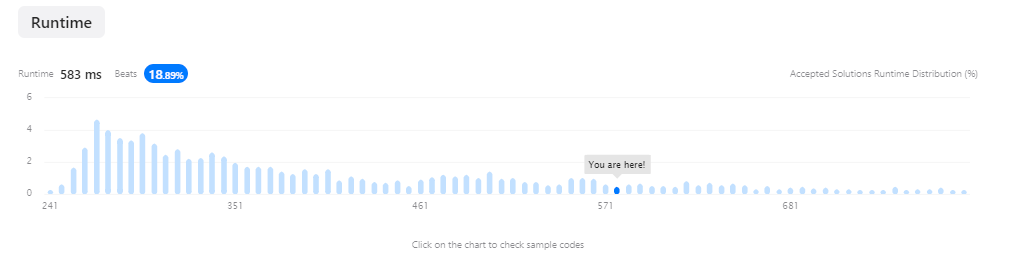 Runtime
Runtime 583 ms Beats 18.89% Accepted Solutions Runtime Distribution (%)
6
4
2
You are here!
0
241 351 461 571 681
Click on the chart to check sample codes